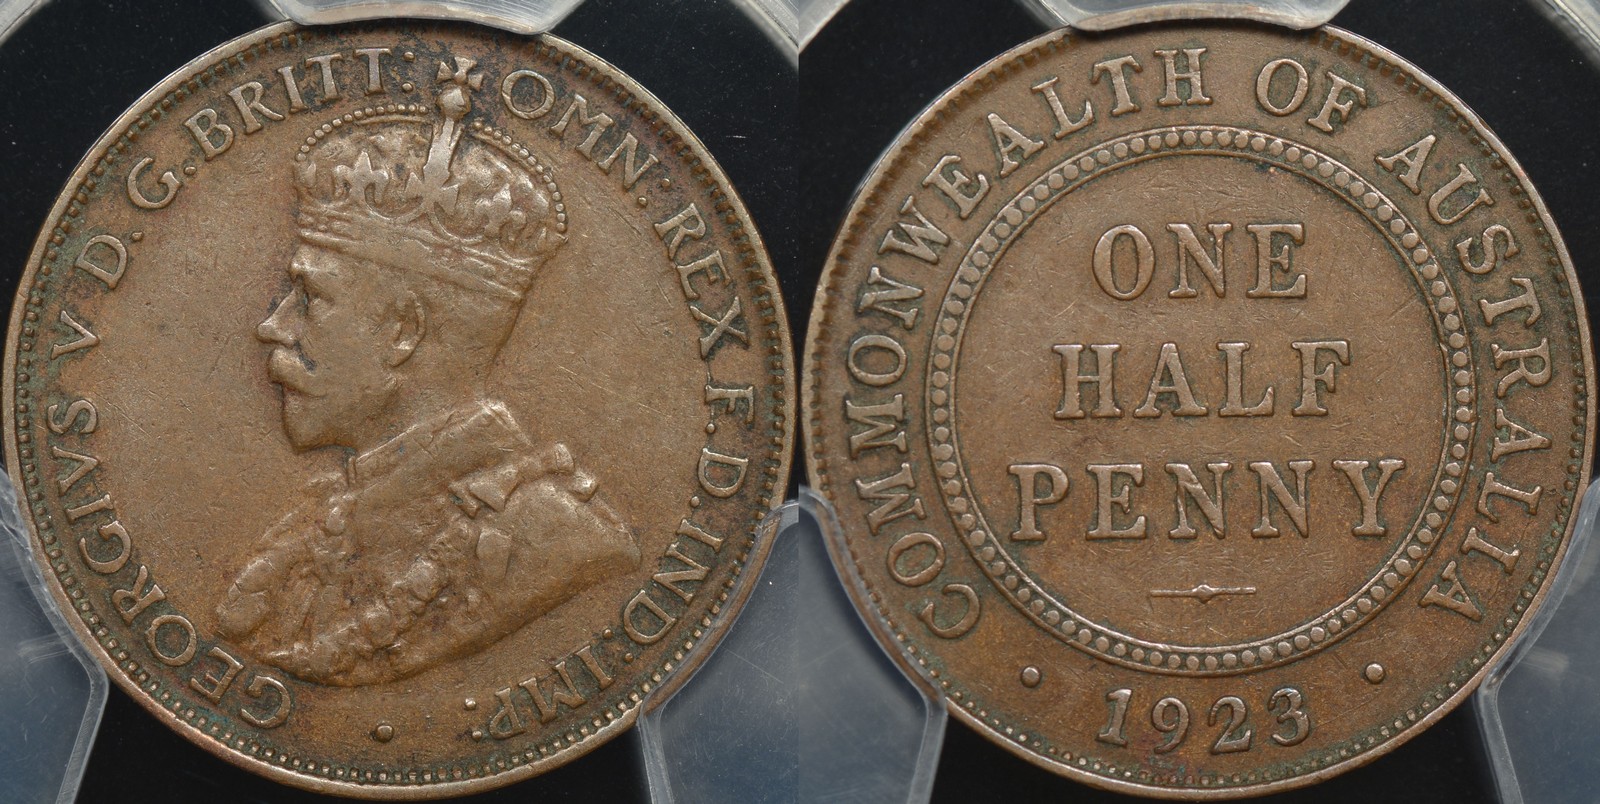 GEORGIVS V D. G. BRITT: OMN: REX F.D. IND: IMP:
COMMONWEALTH OF AUSTRALIA
ONE
HALF
PENNY
1923